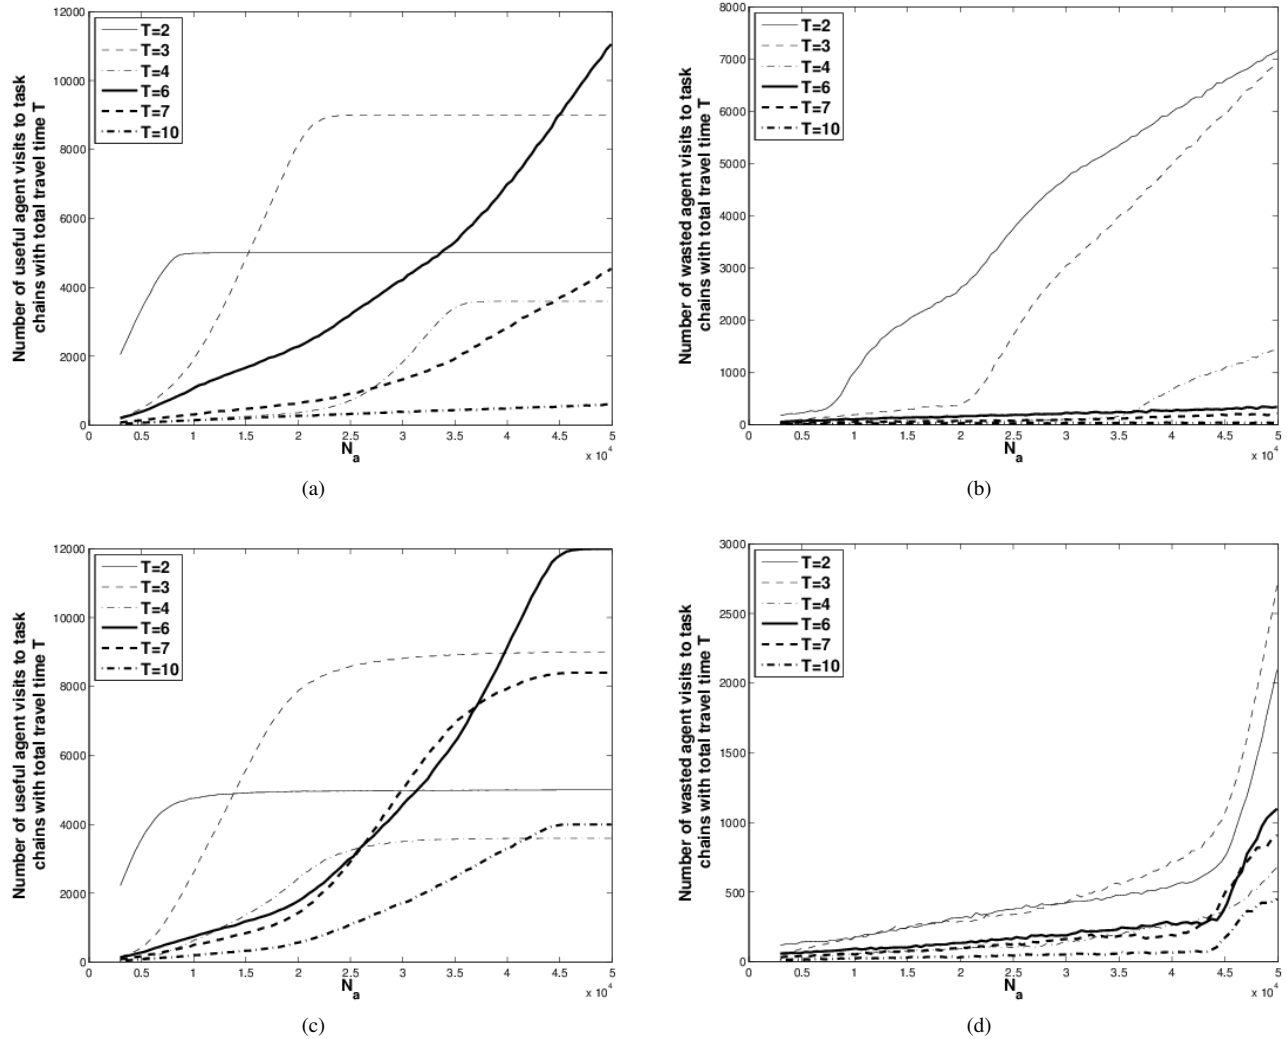 Number of useful agent visits to task
chains with total travel time T
12000
10000
8000
6000
4000
2000
0
T=2
T=3
T=4
T=6
T=7
T=10
0
0.5
1
1.5
2
2.5
3
3.5
4
4.5
5
x 10^4
N_a
(a)
Number of wasted agent visits to task
chains with total travel time T
8000
7000
6000
5000
4000
3000
2000
1000
0
T=2
T=3
T=4
T=6
T=7
T=10
0
0.5
1
1.5
2
2.5
3
3.5
4
4.5
5
x 10^4
N_a
(b)
Number of useful agent visits to task
chains with total travel time T
12000
10000
8000
6000
4000
2000
0
T=2
T=3
T=4
T=6
T=7
T=10
0
0.5
1
1.5
2
2.5
3
3.5
4
4.5
5
x 10^4
N_a
(c)
Number of wasted agent visits to task
chains with total travel time T
3000
2500
2000
1500
1000
500
0
T=2
T=3
T=4
T=6
T=7
T=10
0
0.5
1
1.5
2
2.5
3
3.5
4
4.5
5
x 10^4
N_a
(d)